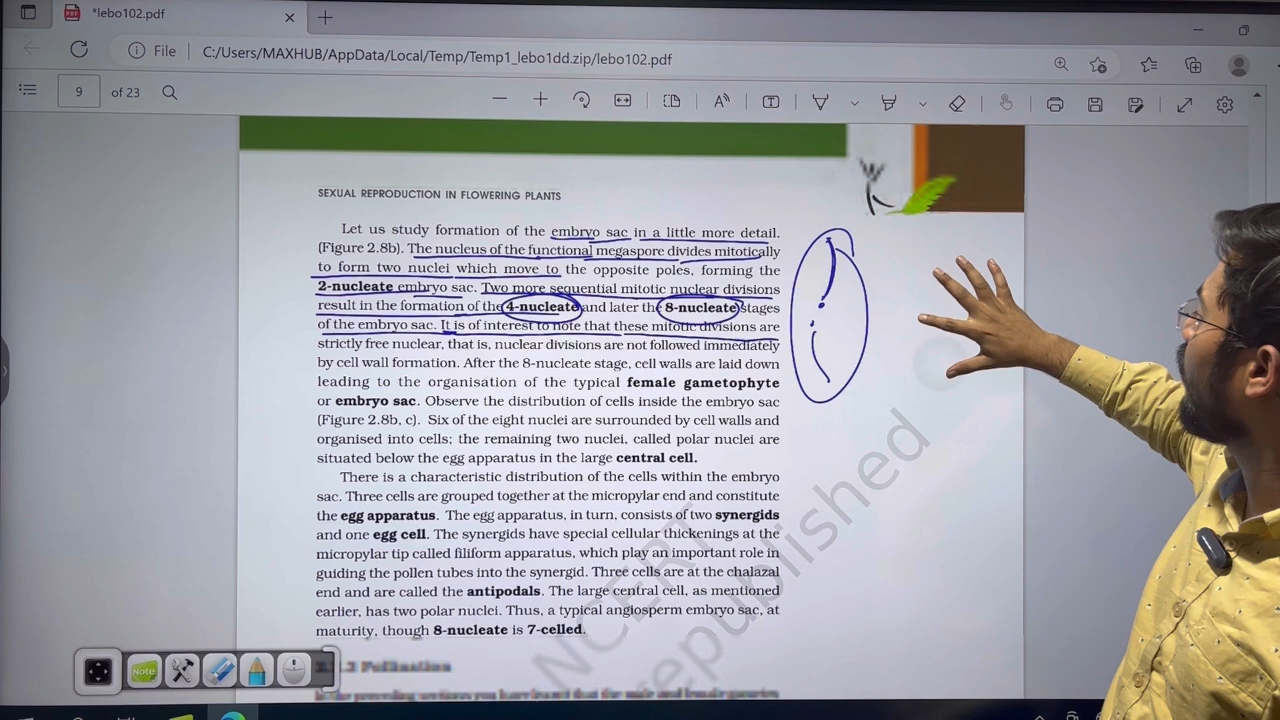 *lebo102.pdf
File
C:/Users/MAXHUB/AppData/Local/Temp/Temp1_lebo1dd.zip/lebo102.pdf
9 of 23
SEXUAL REPRODUCTION IN FLOWERING PLANTS
Let us study formation of the embryo sac in a little more detail.
(Figure 2.8b). The nucleus of the functional megaspore divides mitotically
to form two nuclei which move to the opposite poles, forming the
2-nucleate embryo sac. Two more sequential mitotic nuclear divisions
result in the formation of the 4-nucleate and later the 8-nucleate stages
of the embryo sac. It is of interest to note that these mitotic divisions are
strictly free nuclear, that is, nuclear divisions are not followed immediately
by cell wall formation. After the 8-nucleate stage, cell walls are laid down
leading to the organisation of the typical female gametophyte
or embryo sac. Observe the distribution of cells inside the embryo sac
(Figure 2.8b, c). Six of the eight nuclei are surrounded by cell walls and
organised into cells; the remaining two nuclei, called polar nuclei are
situated below the egg apparatus in the large central cell.
There is a characteristic distribution of the cells within the embryo
sac. Three cells are grouped together at the micropylar end and constitute
the egg apparatus. The egg apparatus, in turn, consists of two synergids
and one egg cell. The synergids have special cellular thickenings at the
micropylar tip called filiform apparatus, which play an important role in
guiding the pollen tubes into the synergid. Three cells are at the chalazal
end and are called the antipodals. The large central cell, as mentioned
earlier, has two polar nuclei. Thus, a typical angiosperm embryo sac, at
maturity, though 8-nucleate is 7-celled.
Pollination
NCERT
republished
Note